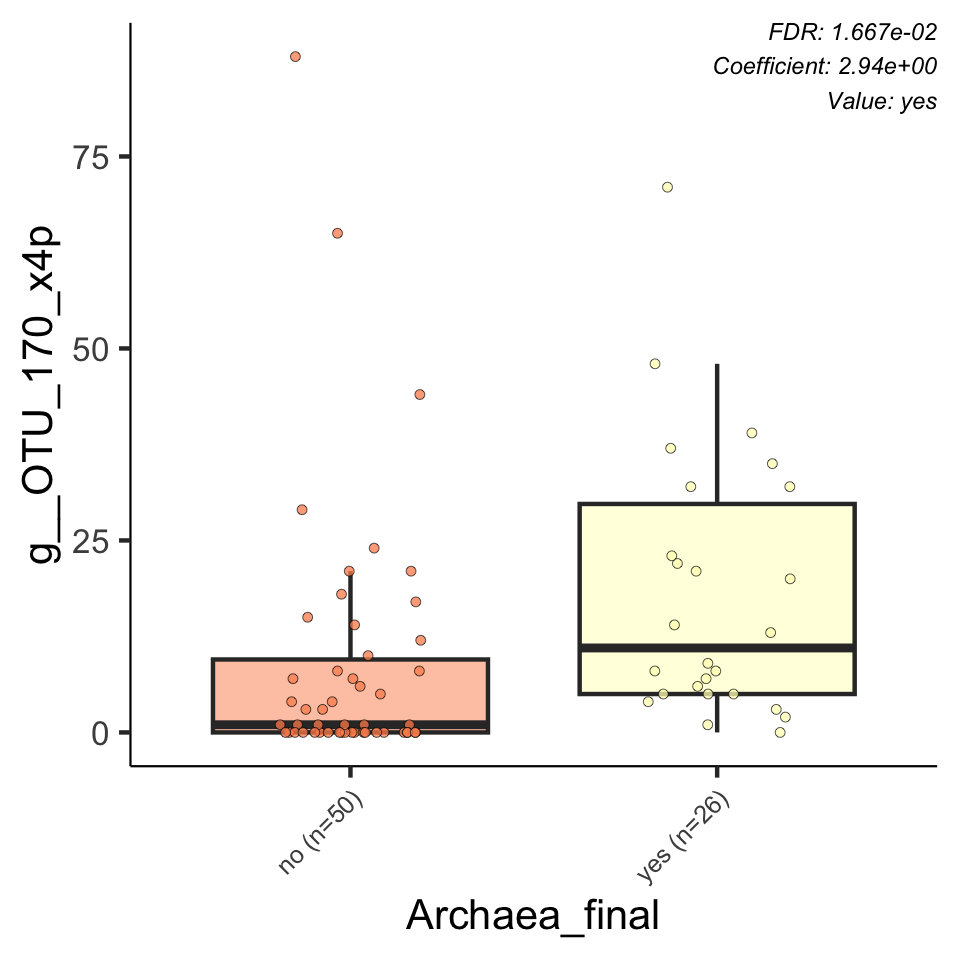 FDR: 1.667e-02
Coefficient: 2.94e+00
Value: yes
75
50
25
0
g__OTU_170_x4p
no (n=50)
yes (n=26)
Archaea_final